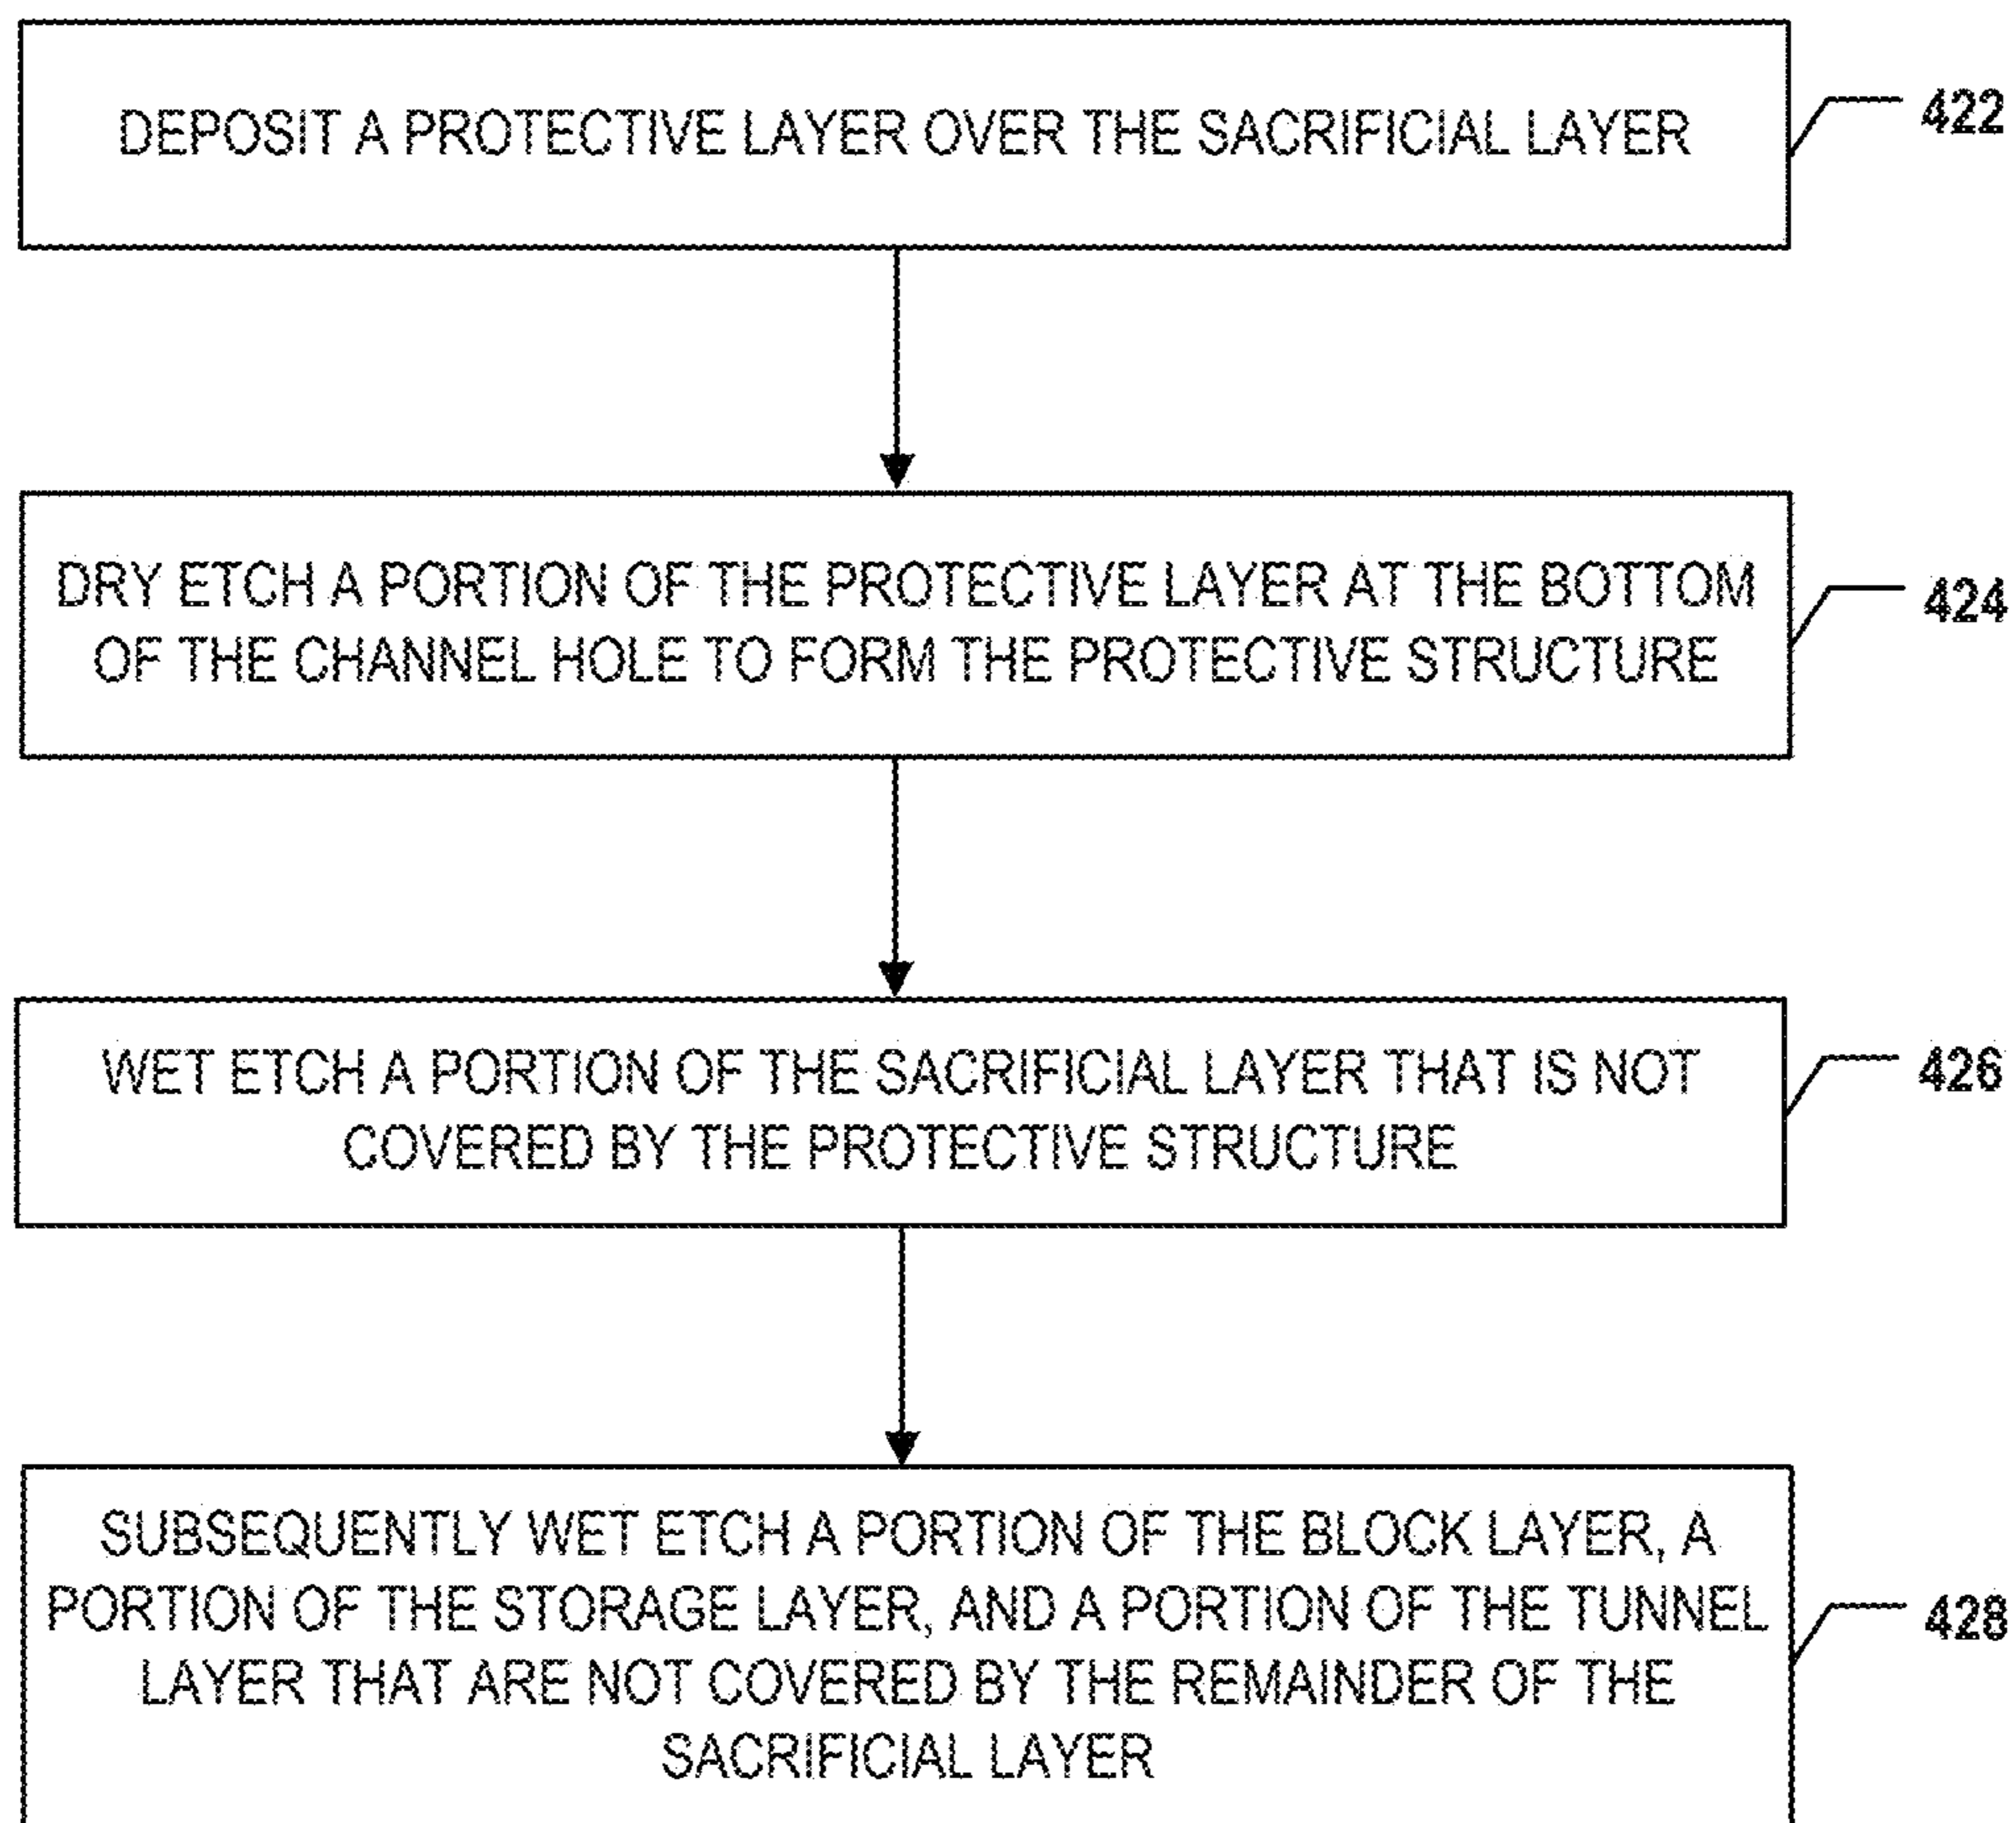 DEPOSIT A PROTECTIVE LAYER OVER THE SACRIFICIAL LAYER
422
DRY ETCH A PORTION OF THE PROTECTIVE LAYER AT THE BOTTOM
OF THE CHANNEL HOLE TO FORM THE PROTECTIVE STRUCTURE
424
WET ETCH A PORTION OF THE SACRIFICIAL LAYER THAT IS NOT
COVERED BY THE PROTECTIVE STRUCTURE
426
SUBSEQUENTLY WET ETCH A PORTION OF THE BLOCK LAYER, A
PORTION OF THE STORAGE LAYER, AND A PORTION OF THE TUNNEL
LAYER THAT ARE NOT COVERED BY THE REMAINDER OF THE
SACRIFICIAL LAYER
428